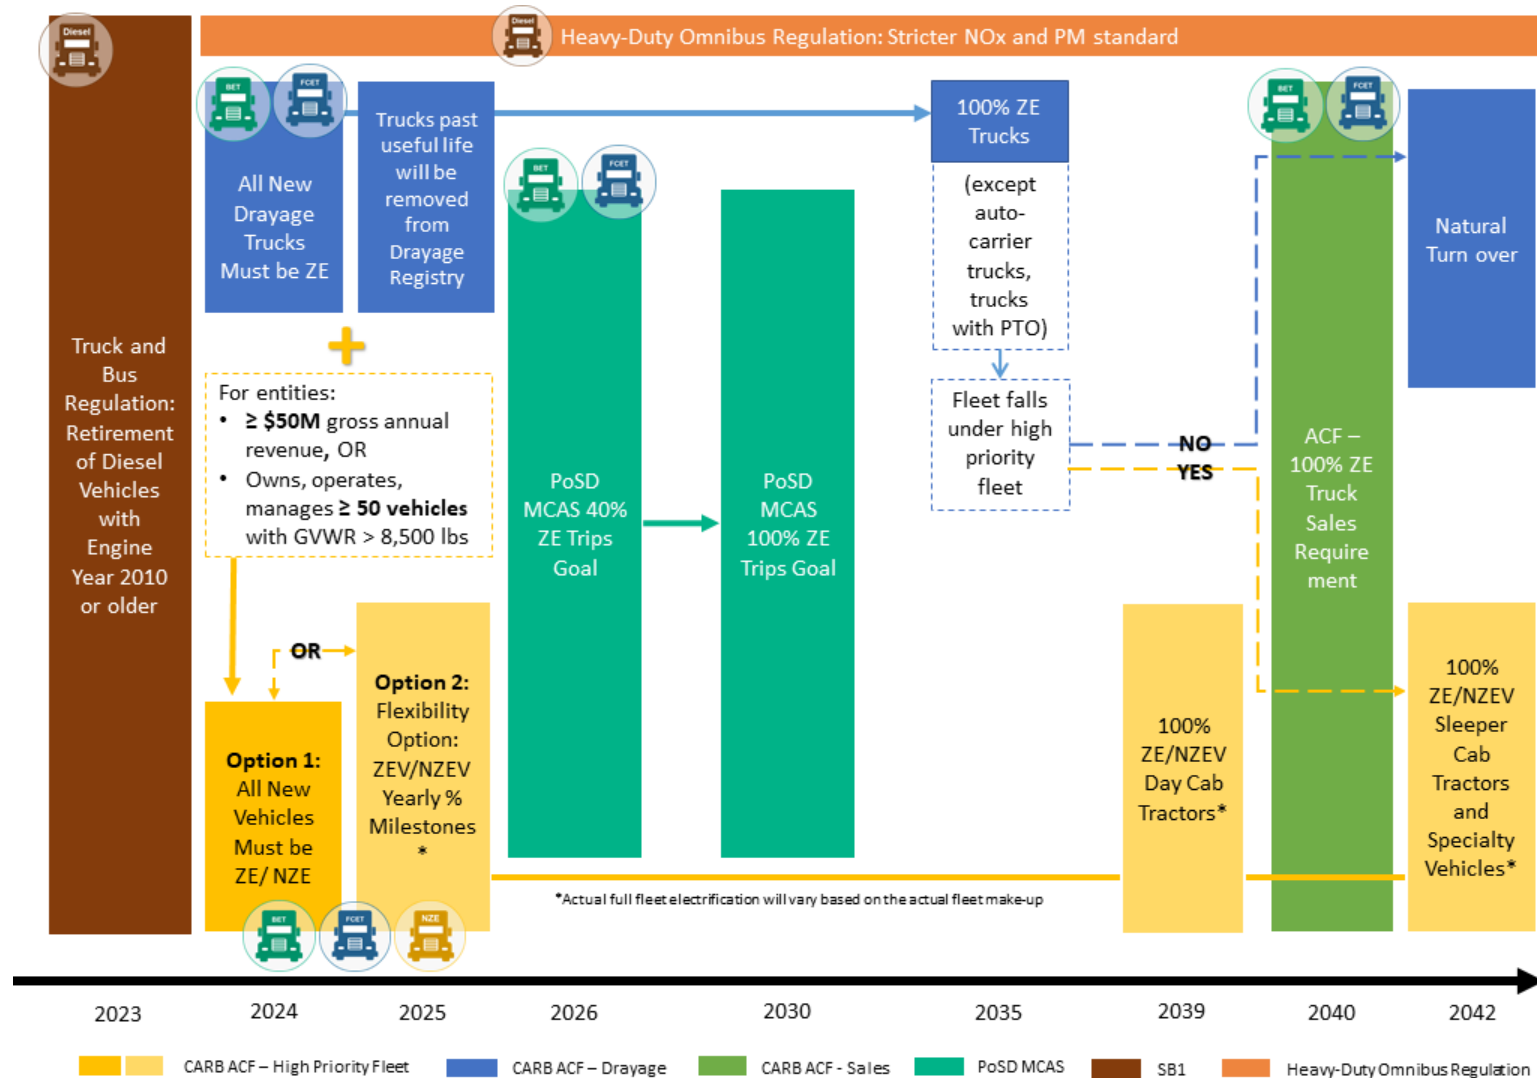 Diesel
Diesel
Heavy-Duty Omnibus Regulation: Stricter NOx and PM standard
Truck and
Bus
Regulation:
Retirement
of Diesel
Vehicles
with
Engine
Year 2010
or older
BET
FCET
All New
Drayage
Trucks
Must be ZE
Trucks past
useful life
will be
removed
from
Drayage
Registry
For entities:
• ≥ $50M gross annual
revenue, OR
• Owns, operates,
manages ≥ 50 vehicles
with GVWR > 8,500 lbs
OR
Option 1:
All New
Vehicles
Must be
ZE/ NZE
Option 2:
Flexibility
Option:
ZEV/NZEV
Yearly %
Milestones
*
BET
FCET
NZE
BET
FCET
PoSD
MCAS 40%
ZE Trips
Goal
PoSD
MCAS
100% ZE
Trips Goal
100% ZE
Trucks
(except
auto-
carrier
trucks,
trucks
with PTO)
Fleet falls
under high
priority
fleet
NO
YES
100%
ZE/NZEV
Day Cab
Tractors*
BET
FCET
ACF –
100% ZE
Truck
Sales
Require
ment
Natural
Turn over
100%
ZE/NZEV
Sleeper
Cab
Tractors
and
Specialty
Vehicles*
*Actual full fleet electrification will vary based on the actual fleet make-up
2023
2024
2025
2026
2030
2035
2039
2040
2042
CARB ACF – High Priority Fleet
CARB ACF – Drayage
CARB ACF - Sales
PoSD MCAS
SB1
Heavy-Duty Omnibus Regulation